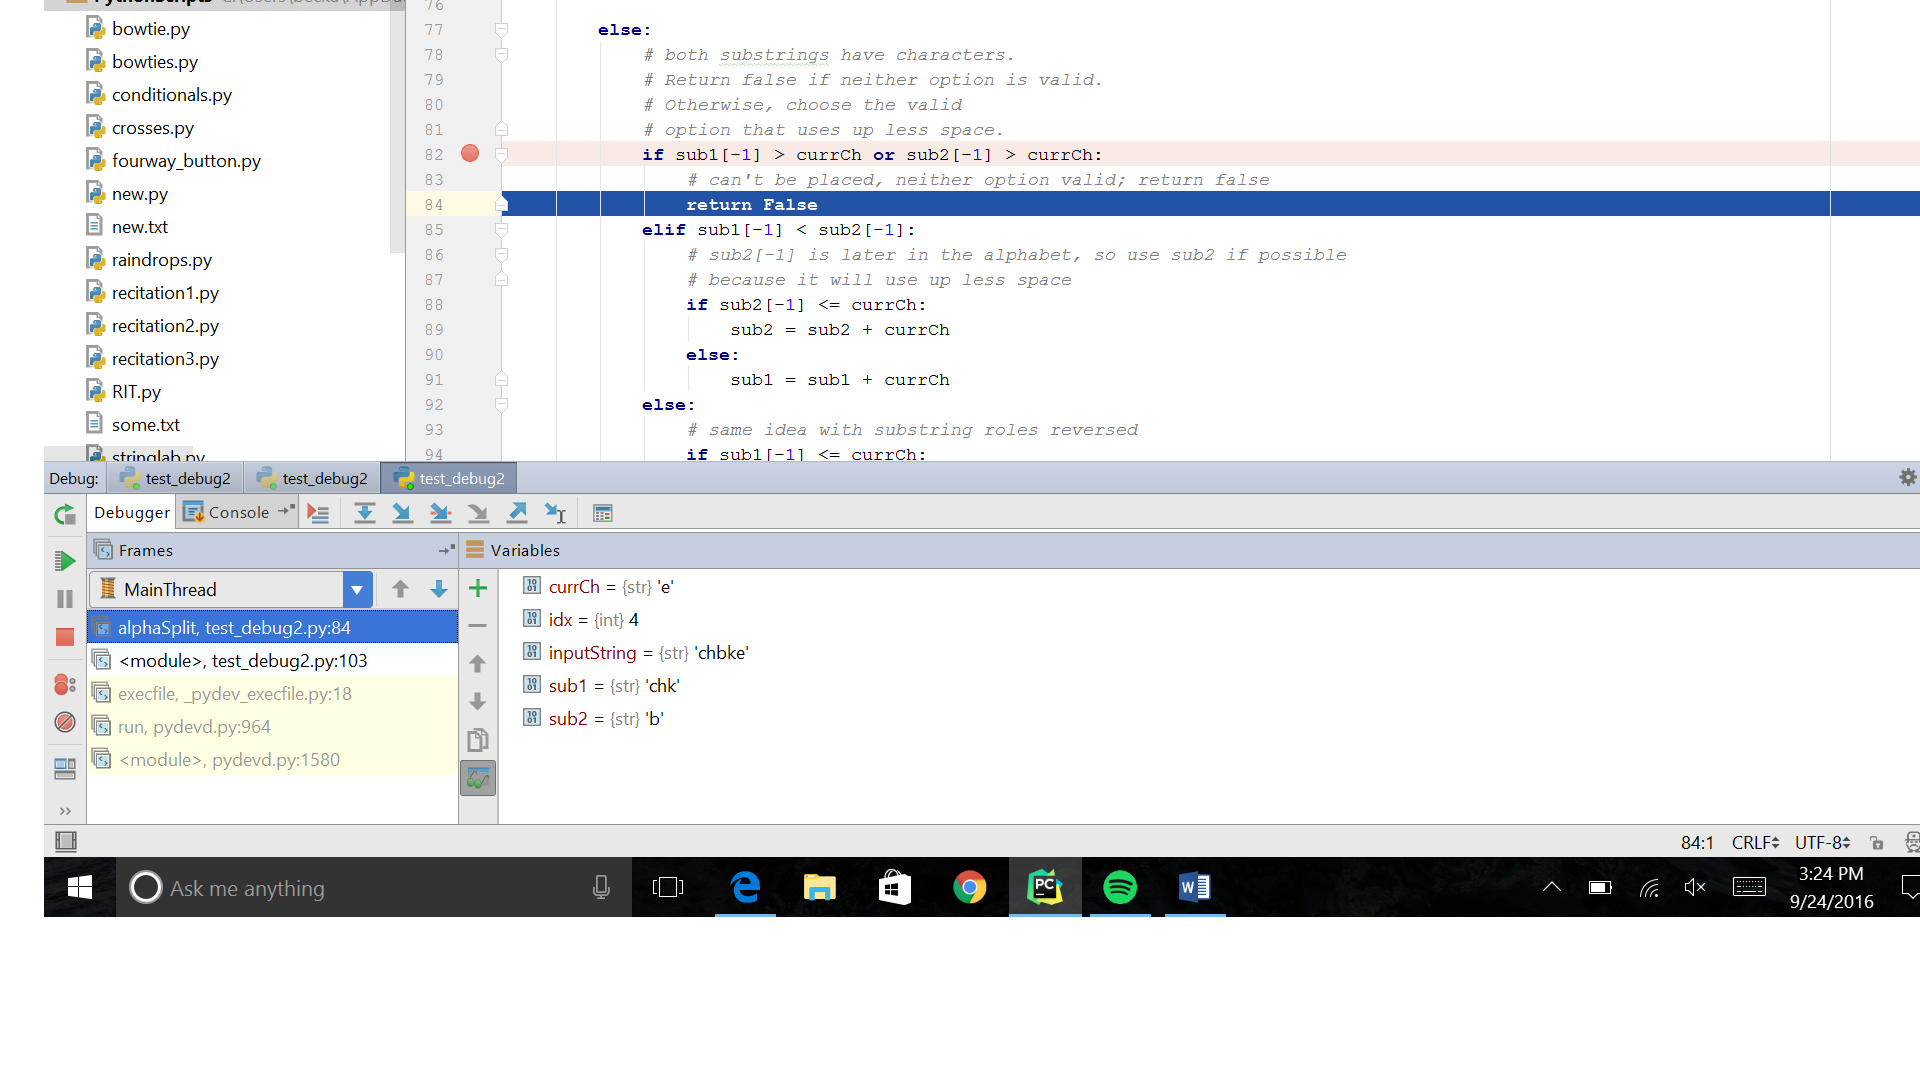 PythonScripts
bowtie.py
bowties.py
conditionals.py
crosses.py
fourway_button.py
new.py
new.txt
raindrops.py
recitation1.py
recitation2.py
recitation3.py
RIT.py
some.txt
stringlab.py
76
77 else:
78 # both substrings have characters.
79 # Return false if neither option is valid.
80 # Otherwise, choose the valid
81 # option that uses up less space.
82 if sub1[-1] > currCh or sub2[-1] > currCh:
83 # can't be placed, neither option valid; return false
84 return False
85 elif sub1[-1] < sub2[-1]:
86 # sub2[-1] is later in the alphabet, so use sub2 if possible
87 # because it will use up less space
88 if sub2[-1] <= currCh:
89 sub2 = sub2 + currCh
90 else:
91 sub1 = sub1 + currCh
92 else:
93 # same idea with substring roles reversed
94 if sub1[-1] <= currCh:
Debug: test_debug2 test_debug2 test_debug2
Debugger Console
Frames
MainThread
alphaSplit, test_debug2.py:84
<module>, test_debug2.py:103
execfile, _pydev_execfile.py:18
run, pydevd.py:964
<module>, pydevd.py:1580
Variables
currCh = {str} 'e'
idx = {int} 4
inputString = {str} 'chbke'
sub1 = {str} 'chk'
sub2 = {str} 'b'
84:1 CRLF UTF-8
Ask me anything
PC
W
3:24 PM
9/24/2016